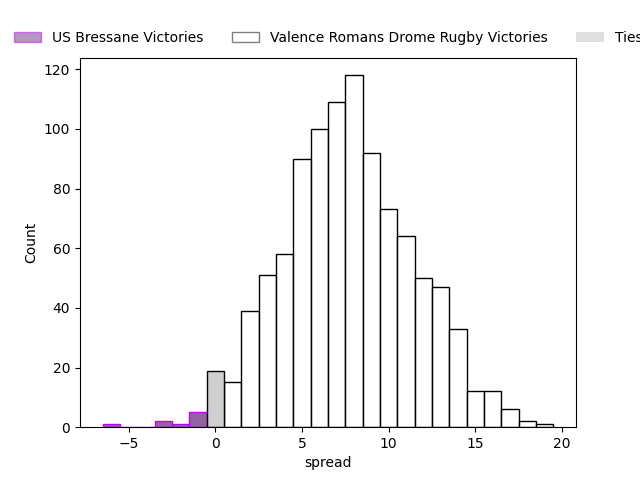 US Bressane Victories Valence Romans Drome Rugby Victories Ties
120
100
80
60
40
20
0
Count
−5 0 5 10 15 20
spread